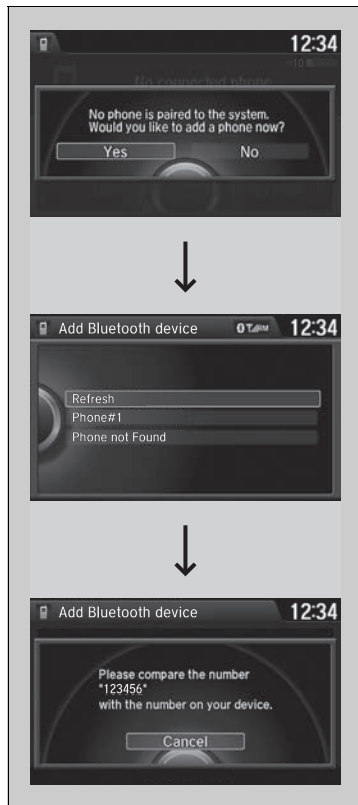 12:34
No connected phone
No phone is paired to the system.
Would you like to add a phone now?
Yes No
Add Bluetooth device 12:34
Refresh
Phone#1
Phone not Found
Add Bluetooth device 12:34
Please compare the number
"123456"
with the number on your device.
Cancel